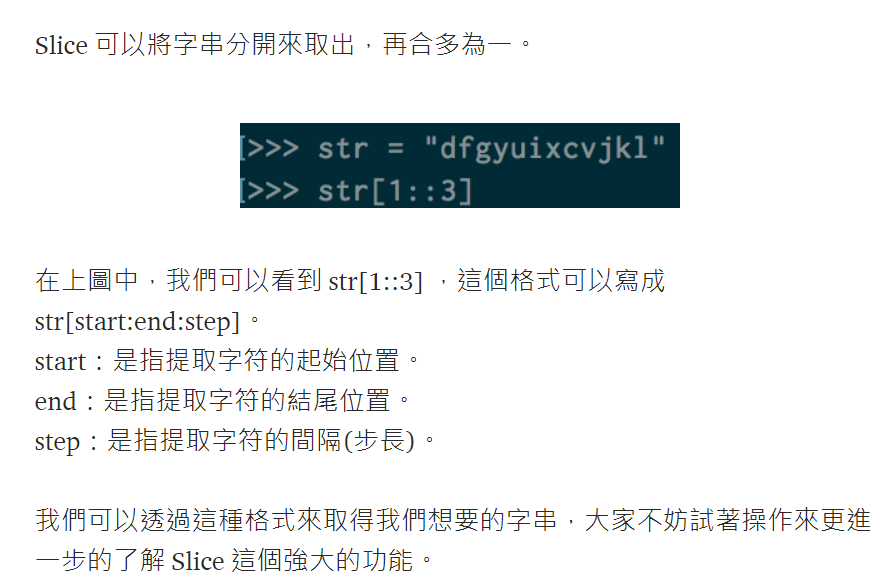 Slice 可以將字串分開來取出，再合多為一。
[>>> str = "dfgyuixcvjkl"
[>>> str[1::3]
在上圖中，我們可以看到 str[1::3] ，這個格式可以寫成
str[start:end:step]。
start：是指提取字符的起始位置。
end：是指提取字符的結尾位置。
step：是指提取字符的間隔(步長)。
我們可以透過這種格式來取得我們想要的字串，大家不妨試著操作來更進
一步的了解 Slice 這個強大的功能。